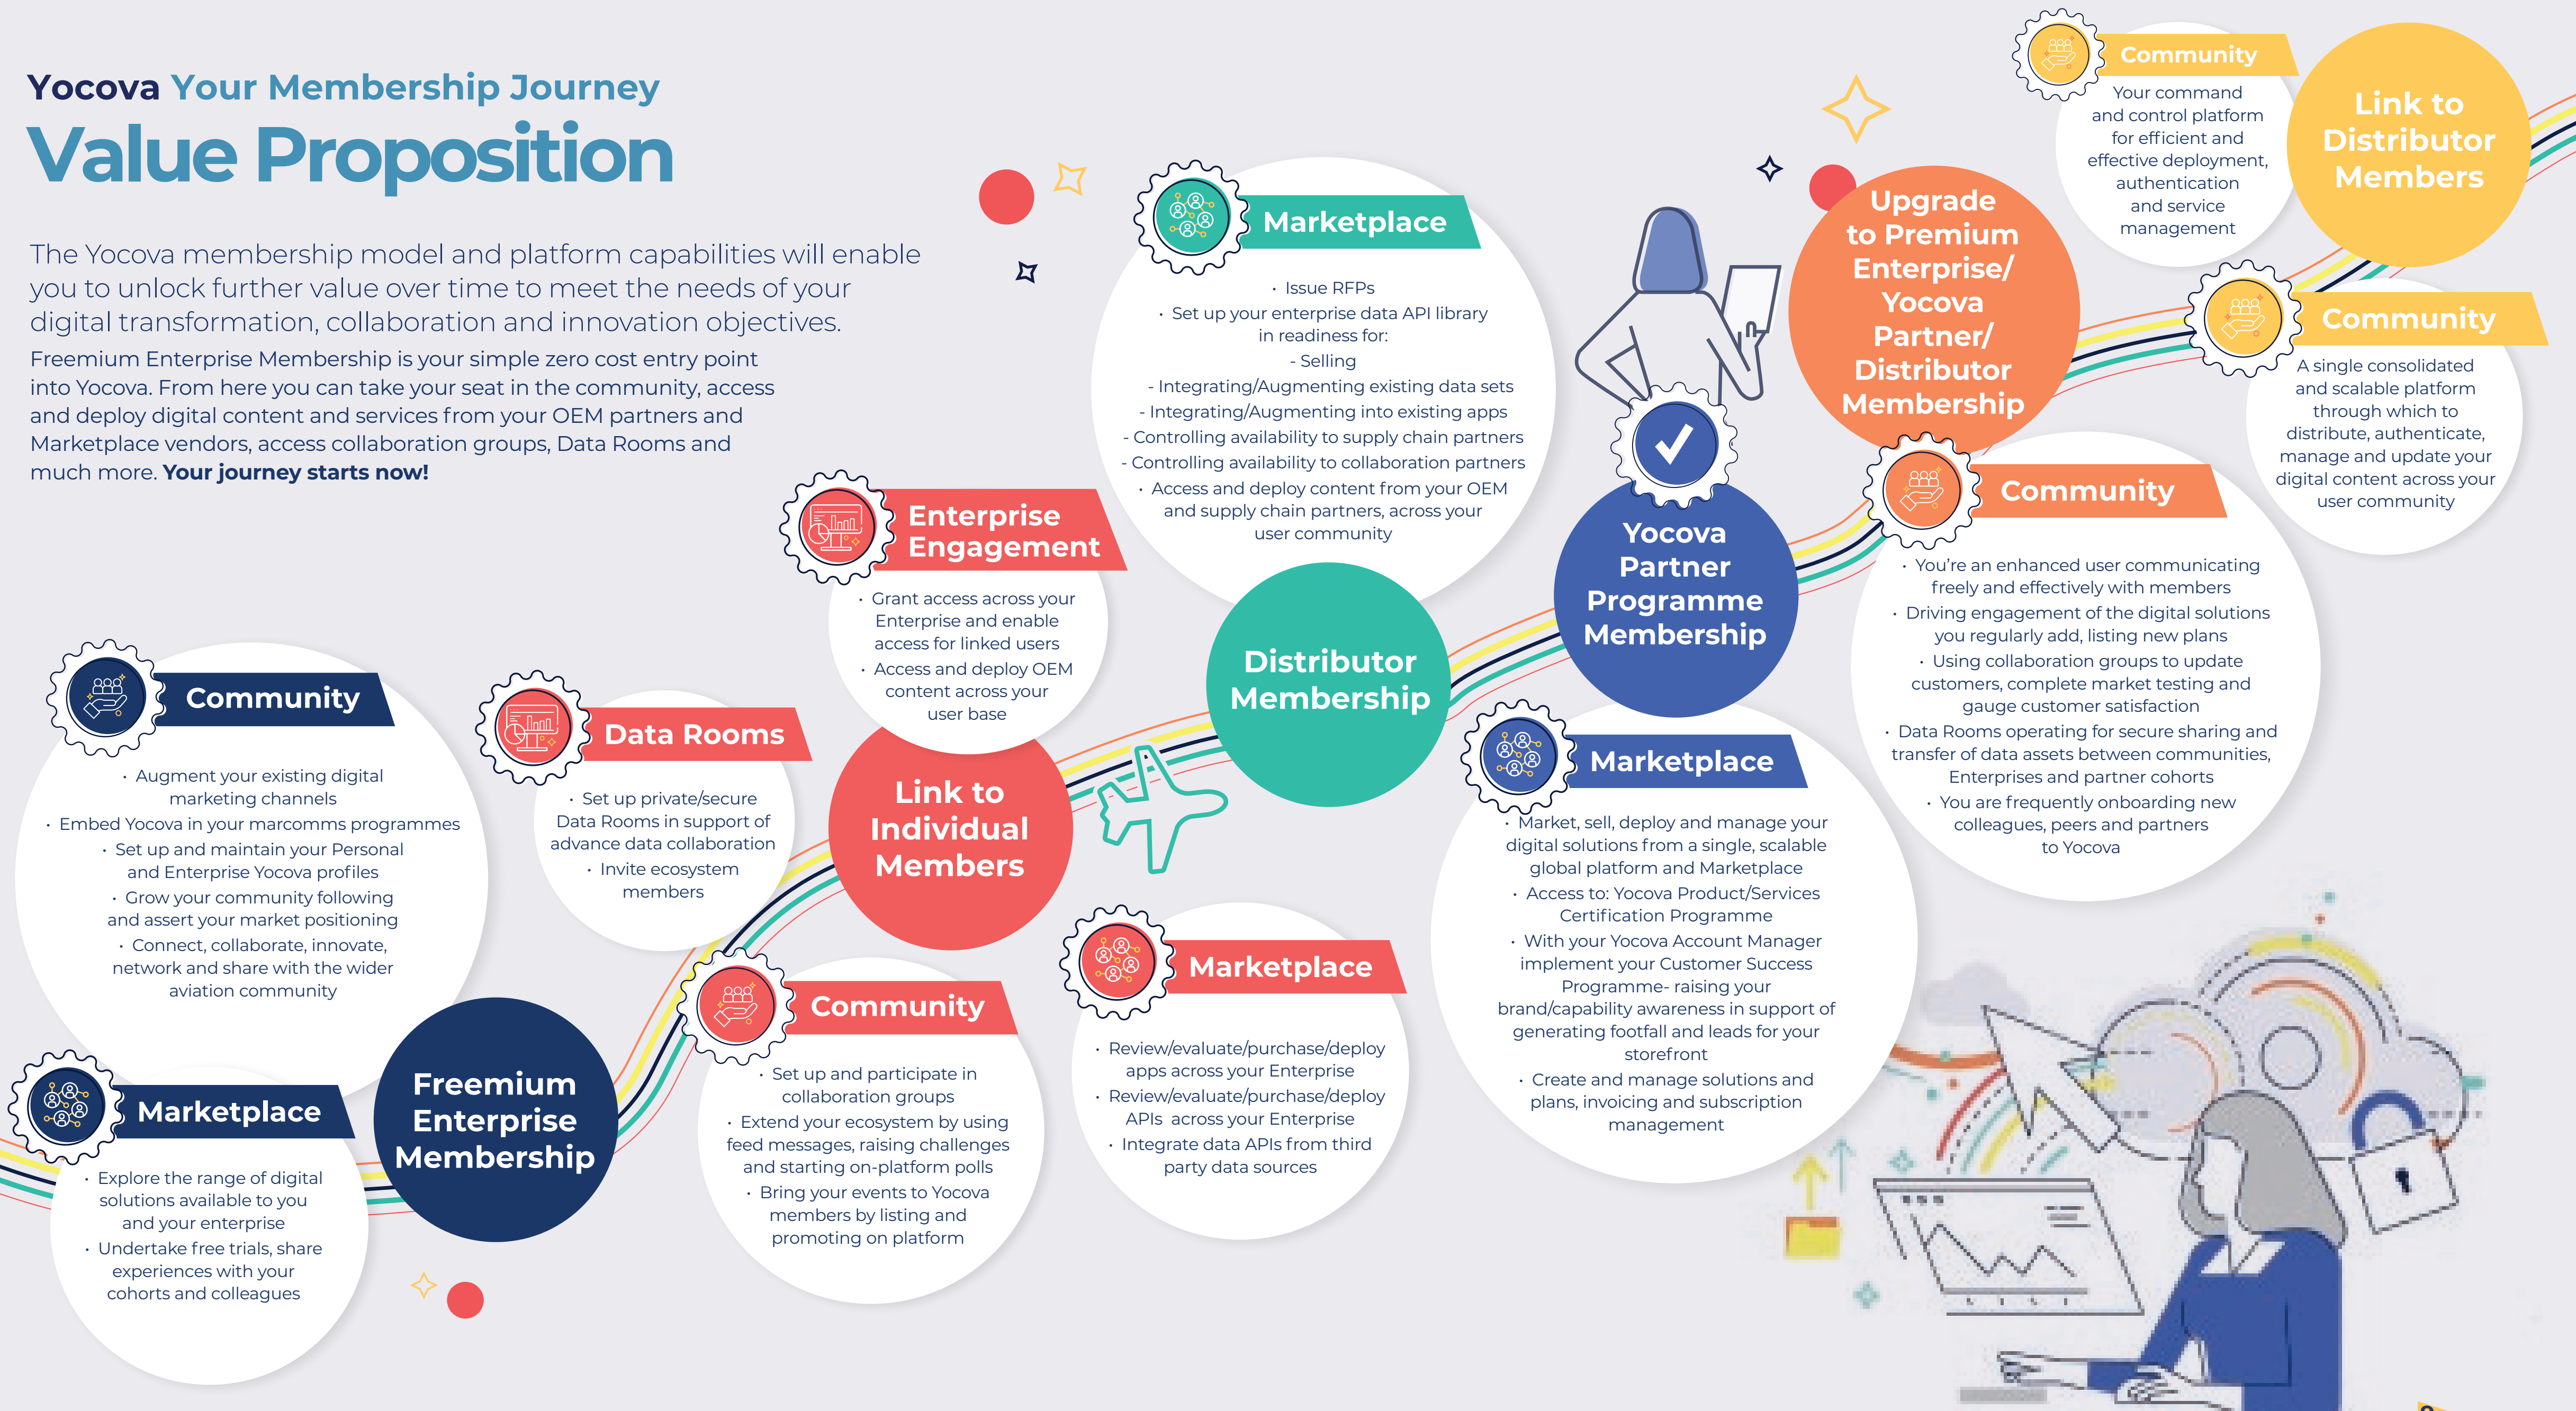 Yocova Your Membership Journey
Value Proposition
The Yocova membership model and platform capabilities will enable
you to unlock further value over time to meet the needs of your
digital transformation, collaboration and innovation objectives.
Freemium Enterprise Membership is your simple zero cost entry point
into Yocova. From here you can take your seat in the community, access
and deploy digital content and services from your OEM partners and
Marketplace vendors, access collaboration groups, Data Rooms and
much more. Your journey starts now!
Community
• Augment your existing digital
marketing channels
• Embed Yocova in your marcomms programmes
• Set up and maintain your Personal
and Enterprise Yocova profiles
• Grow your community following
and assert your market positioning
• Connect, collaborate, innovate,
network and share with the wider
aviation community
Marketplace
• Explore the range of digital
solutions available to you
and your enterprise
• Undertake free trials, share
experiences with your
cohorts and colleagues
Freemium
Enterprise
Membership
Data Rooms
• Set up private/secure
Data Rooms in support of
advance data collaboration
• Invite ecosystem
members
Enterprise
Engagement
• Grant access across your
Enterprise and enable
access for linked users
• Access and deploy OEM
content across your
user base
Link to
Individual
Members
Community
• Set up and participate in
collaboration groups
• Extend your ecosystem by using
feed messages, raising challenges
and starting on-platform polls
• Bring your events to Yocova
members by listing and
promoting on platform
Marketplace
• Review/evaluate/purchase/deploy
apps across your Enterprise
• Review/evaluate/purchase/deploy
APIs across your Enterprise
• Integrate data APIs from third
party data sources
Marketplace
• Issue RFPs
• Set up your enterprise data API library
in readiness for:
- Selling
- Integrating/Augmenting existing data sets
- Integrating/Augmenting into existing apps
- Controlling availability to supply chain partners
- Controlling availability to collaboration partners
• Access and deploy content from your OEM
and supply chain partners, across your
user community
Distributor
Membership
Yocova
Partner
Programme
Membership
Marketplace
• Market, sell, deploy and manage your
digital solutions from a single, scalable
global platform and Marketplace
• Access to: Yocova Product/Services
Certification Programme
• With your Yocova Account Manager
implement your Customer Success
Programme- raising your
brand/capability awareness in support of
generating footfall and leads for your
storefront
• Create and manage solutions and
plans, invoicing and subscription
management
Upgrade
to Premium
Enterprise/
Yocova
Partner/
Distributor
Membership
Community
• You're an enhanced user communicating
freely and effectively with members
• Driving engagement of the digital solutions
you regularly add, listing new plans
• Using collaboration groups to update
customers, complete market testing and
gauge customer satisfaction
• Data Rooms operating for secure sharing and
transfer of data assets between communities,
Enterprises and partner cohorts
• You are frequently onboarding new
colleagues, peers and partners
to Yocova
Community
Your command
and control platform
for efficient and
effective deployment,
authentication
and service
management
Link to
Distributor
Members
Community
A single consolidated
and scalable platform
through which to
distribute, authenticate,
manage and update your
digital content across your
user community